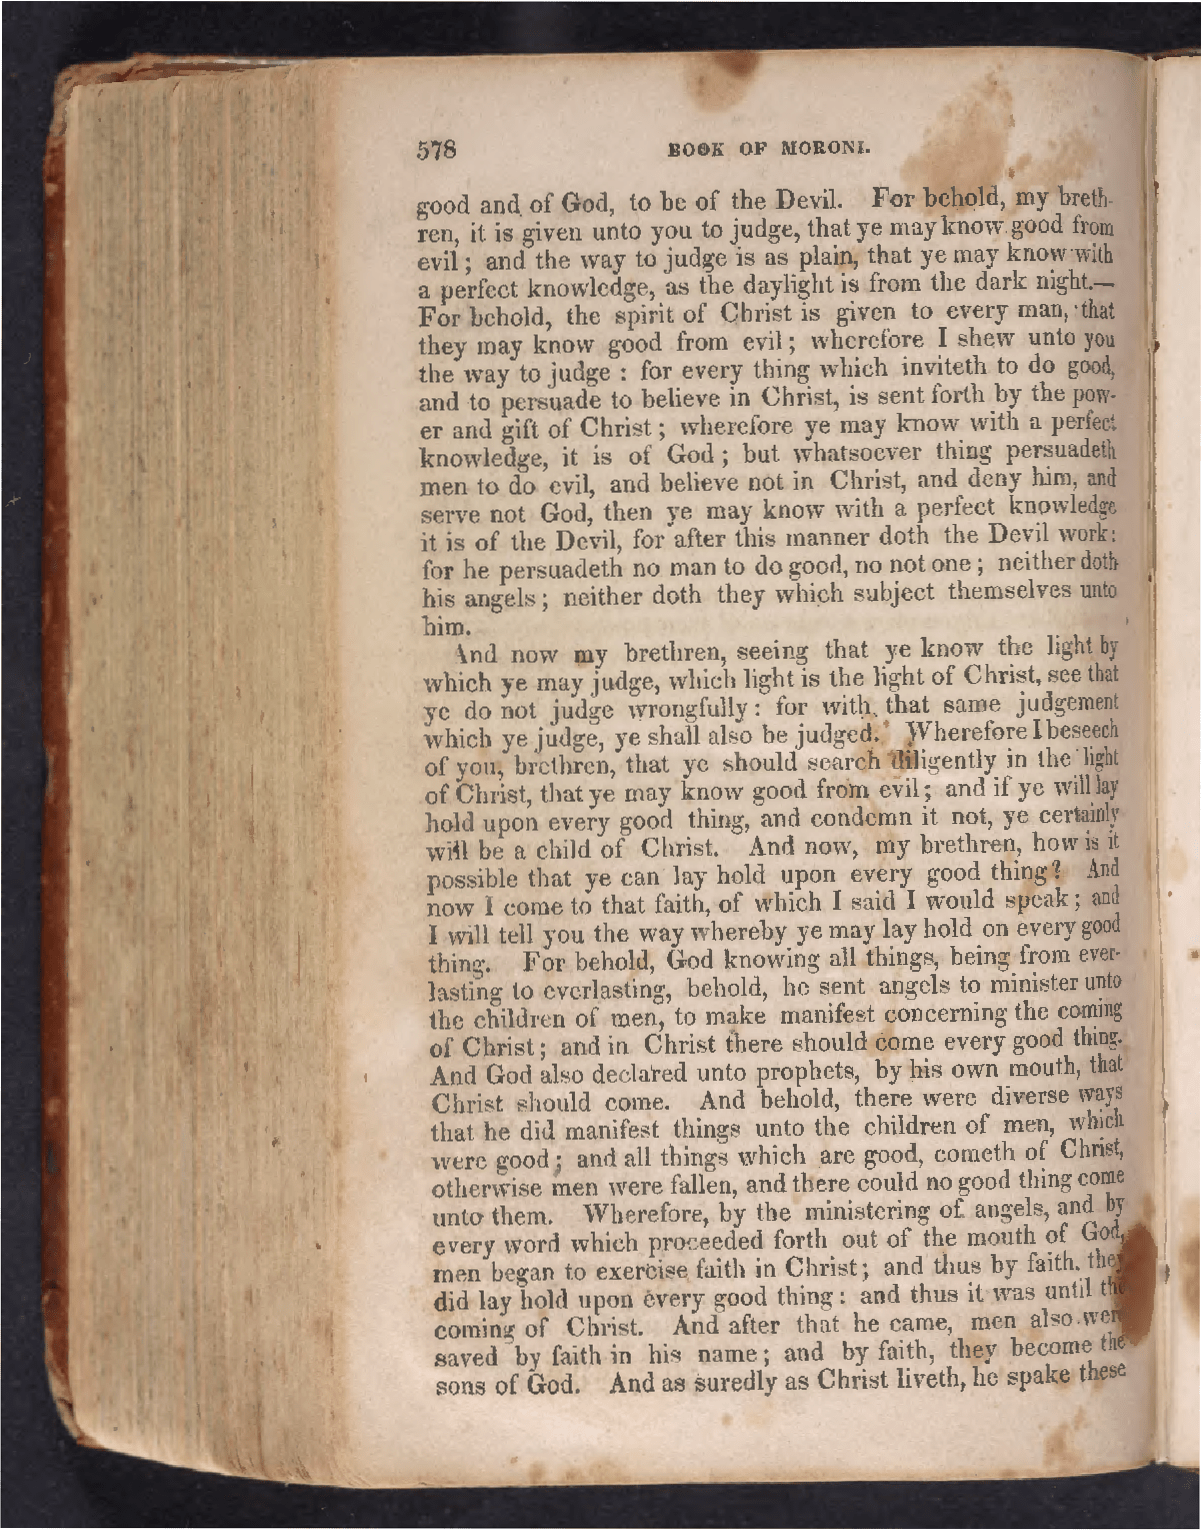 578 BOOK OF MORONI.
good and of God, to be of the Devil. For behold, my breth-
ren, it is given unto you to judge, that ye may know good from
evil; and the way to judge is as plain, that ye may know with
a perfect knowledge, as the daylight is from the dark night.—
For behold, the spirit of Christ is given to every man, that
they may know good from evil; wherefore I shew unto you
the way to judge : for every thing which inviteth to do good,
and to persuade to believe in Christ, is sent forth by the pow-
er and gift of Christ; wherefore ye may know with a perfect
knowledge, it is of God; but whatsoever thing persuadeth
men to do evil, and believe not in Christ, and deny him, and
serve not God, then ye may know with a perfect knowledge
it is of the Devil, for after this manner doth the Devil work:
for he persuadeth no man to do good, no not one; neither doth
his angels; neither doth they which subject themselves unto
him.
And now my brethren, seeing that ye know the light by
which ye may judge, which light is the light of Christ, see that
ye do not judge wrongfully: for with that same judgement
which ye judge, ye shall also be judged. Wherefore I beseech
of you, brethren, that ye should search diligently in the light
of Christ, that ye may know good from evil; and if ye will lay
hold upon every good thing, and condemn it not, ye certainly
will be a child of Christ. And now, my brethren, how is it
possible that ye can lay hold upon every good thing? And
now I come to that faith, of which I said I would speak; and
I will tell you the way whereby ye may lay hold on every good
thing. For behold, God knowing all things, being from ever-
lasting to everlasting, behold, he sent angels to minister unto
the children of men, to make manifest concerning the coming
of Christ; and in Christ there should come every good thing.
And God also declared unto prophets, by his own mouth, that
Christ should come. And behold, there were diverse ways
that he did manifest things unto the children of men, which
were good; and all things which are good, cometh of Christ,
otherwise men were fallen, and there could no good thing come
unto them. Wherefore, by the ministering of angels, and by
every word which proceeded forth out of the mouth of God,
men began to exercise faith in Christ; and thus by faith, they
did lay hold upon every good thing: and thus it was until the
coming of Christ. And after that he came, men also were
saved by faith in his name; and by faith, they become the
sons of God. And as suredly as Christ liveth, he spake these